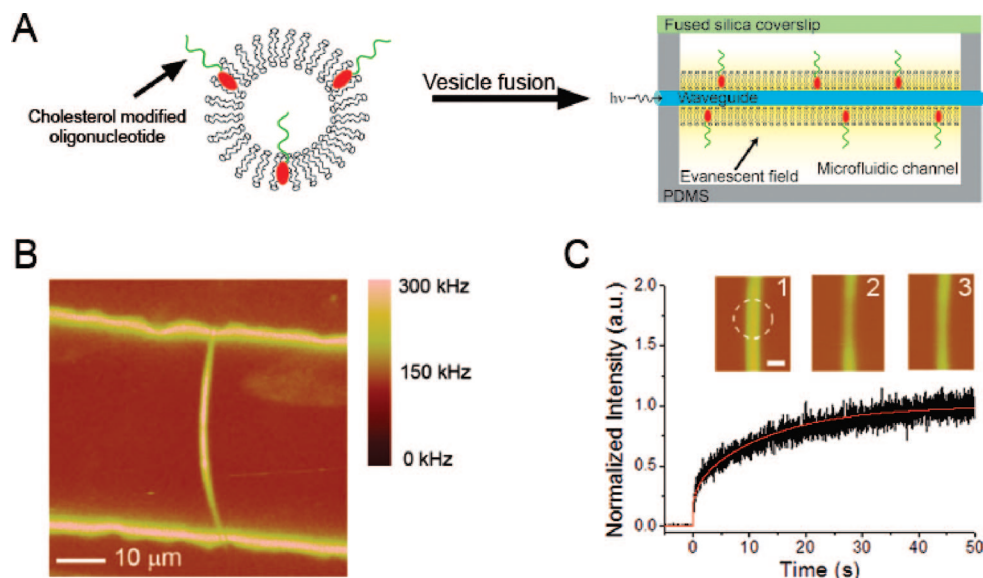 A
Cholesterol modified
oligonucleotide
Vesicle fusion
Fused silica coverslip
hν
Waveguide
Evanescent field
Microfluidic channel
PDMS
B
300 kHz
150 kHz
0 kHz
10 μm
C
Normalized Intensity (a.u.)
2.0
1.5
1.0
0.5
0.0
1
2
3
0
10
20
30
40
50
Time (s)